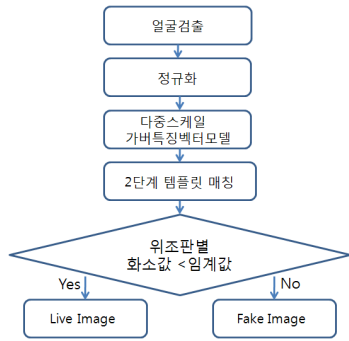 얼굴검출
정규화
다중스케일
가버특징벡터모델
2단계 템플릿 매칭
위조판별
화소값 <임계값
Yes
No
Live Image
Fake Image